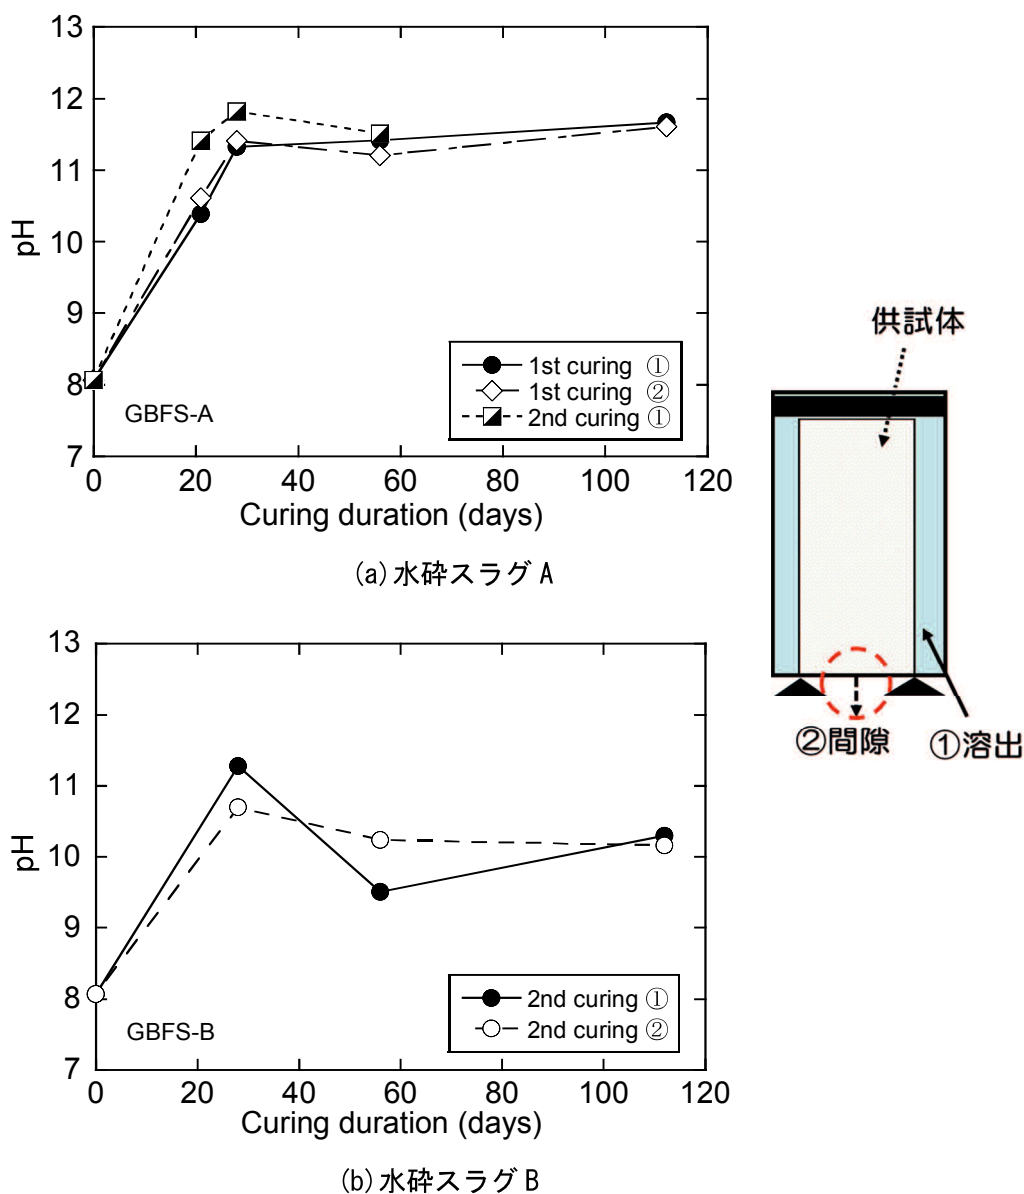 13
12
11
10
9
8
7
pH
GBFS-A
1st curing ①
1st curing ②
2nd curing ①
0 20 40 60 80 100 120
Curing duration (days)
(a)水砕スラグA
供試体
②間隙
①溶出
13
12
11
10
9
8
7
pH
GBFS-B
2nd curing ①
2nd curing ②
0 20 40 60 80 100 120
Curing duration (days)
(b)水砕スラグB